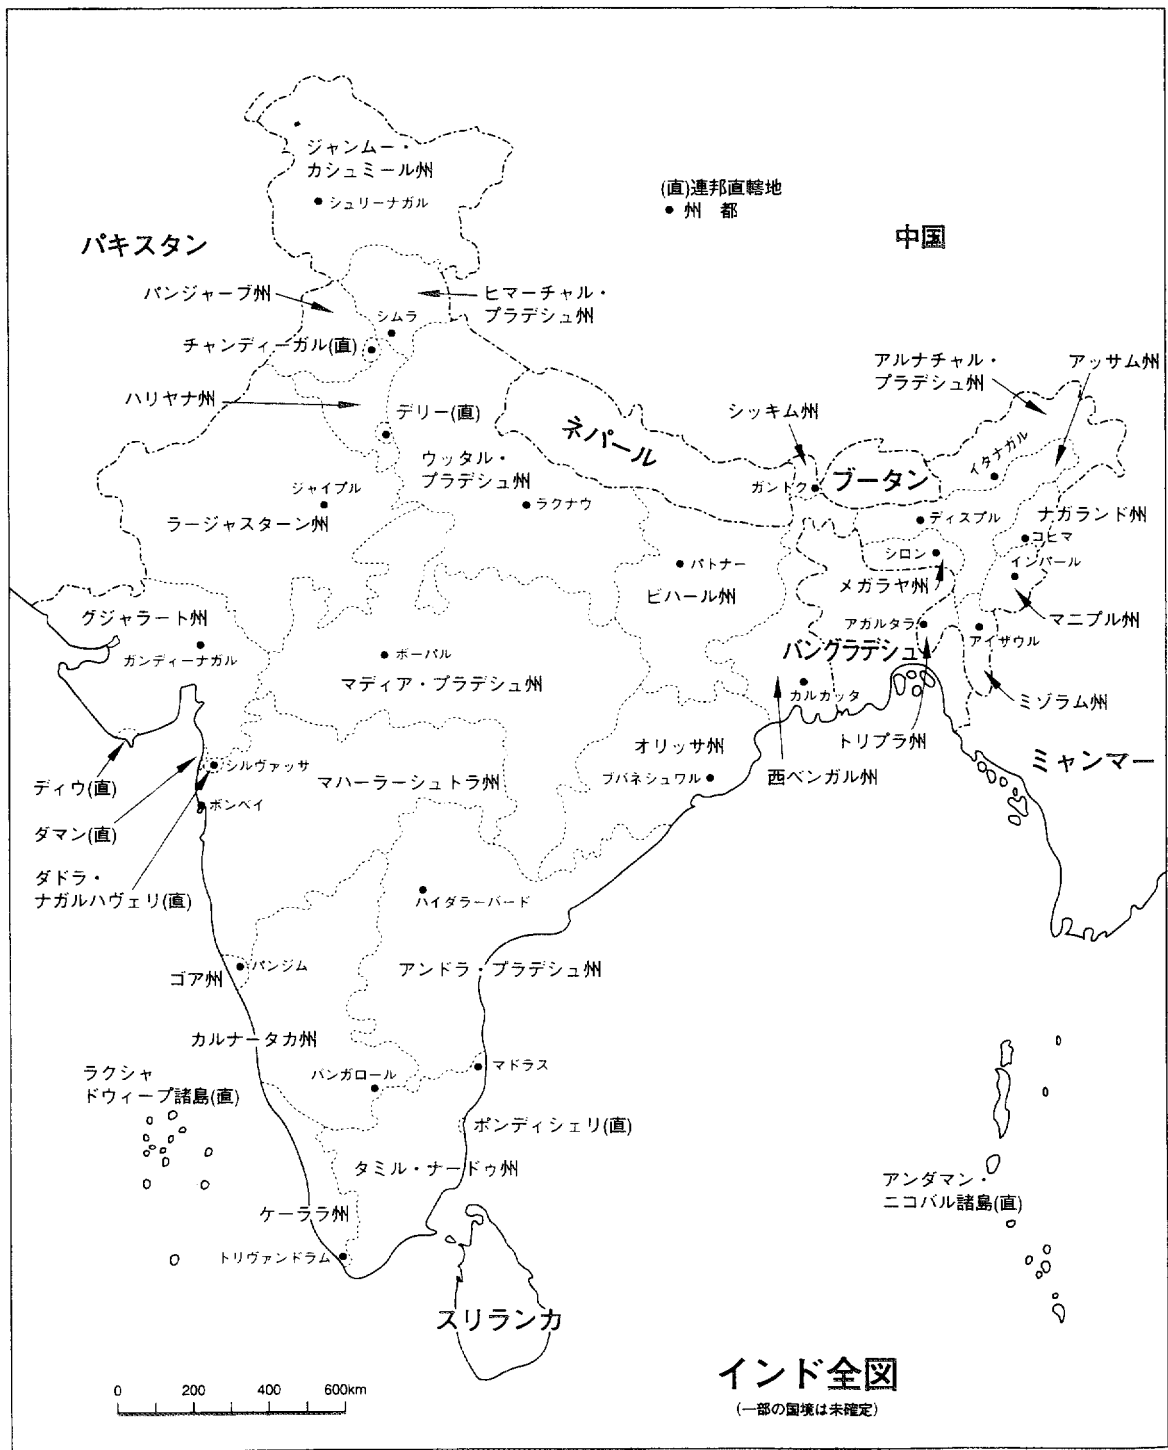 ジャンムー・
カシュミール州
シュリーナガル
(直)連邦直轄地
● 州 都
パキスタン
中国
パンジャーブ州
ヒマーチャル・
プラデシュ州
シムラ
チャンディーガル(直)
アルナチャル・
プラデシュ州
アッサム州
ハリヤナ州
デリー(直)
シッキム州
ネパール
ウッタル・
プラデシュ州
イタナガル
ガントク
ブータン
ジャイプル
ラクナウ
ラージャスターン州
ディスプル
ナガランド州
コヒマ
シロン
インパール
パトナー
メガラヤ州
ビハール州
グジャラート州
マニプル州
アガルタラ
アイザウル
ガンディーナガル
ボーパル
バングラデシュ
マディア・プラデシュ州
カルカッタ
ミゾラム州
オリッサ州
トリプラ州
ミャンマー
シルヴァッサ
マハーラーシュトラ州
ブバネシュワル
西ベンガル州
ディウ(直)
ボンベイ
ダマン(直)
ダドラ・
ナガルハヴェリ(直)
ハイダラーバード
パンジム
ゴア州
アンドラ・プラデシュ州
カルナータカ州
マドラス
ラクシャ
ドウィープ諸島(直)
バンガロール
ポンディシェリ(直)
タミル・ナードゥ州
アンダマン・
ニコバル諸島(直)
ケーララ州
トリヴァンドラム
スリランカ
インド全図
(一部の国境は未確定)
0 200 400 600km